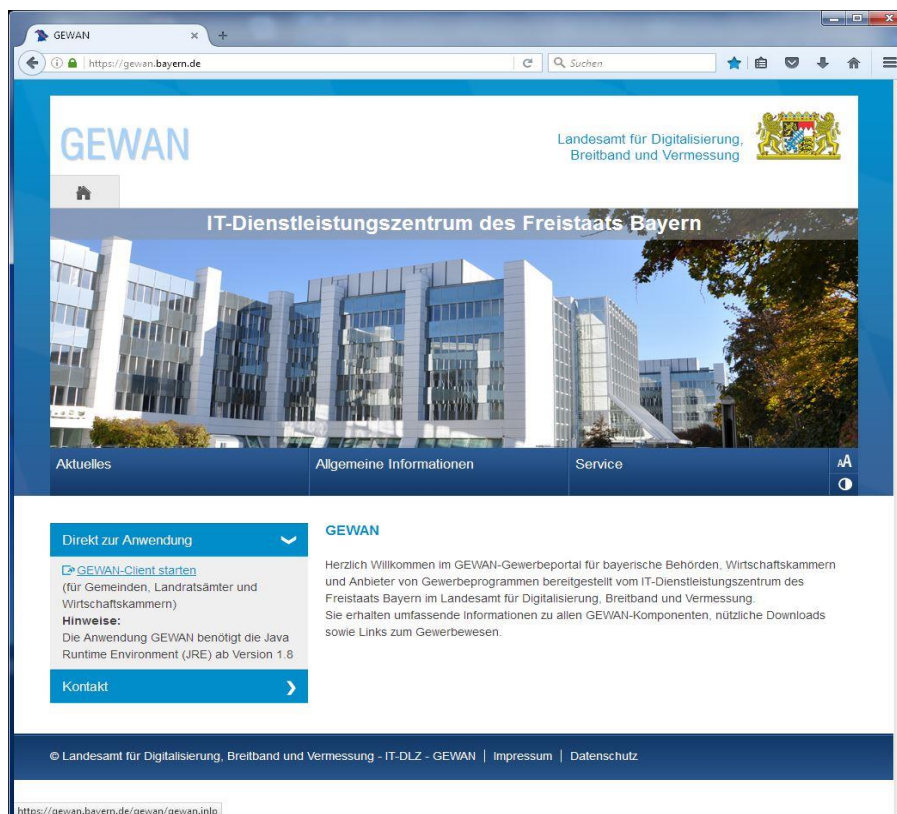 GEWAN
https://gewan.bayern.de
Suchen
GEWAN
Landesamt für Digitalisierung,
Breitband und Vermessung
IT-Dienstleistungszentrum des Freistaats Bayern
Aktuelles
Allgemeine Informationen
Service
AA
Direkt zur Anwendung
GEWAN-Client starten
(für Gemeinden, Landratsämter und
Wirtschaftskammern)
Hinweise:
Die Anwendung GEWAN benötigt die Java
Runtime Environment (JRE) ab Version 1.8
Kontakt
GEWAN
Herzlich Willkommen im GEWAN-Gewerbeportal für bayerische Behörden, Wirtschaftskammern
und Anbieter von Gewerbeprogrammen bereitgestellt vom IT-Dienstleistungszentrum des
Freistaats Bayern im Landesamt für Digitalisierung, Breitband und Vermessung.
Sie erhalten umfassende Informationen zu allen GEWAN-Komponenten, nützliche Downloads
sowie Links zum Gewerbewesen.
© Landesamt für Digitalisierung, Breitband und Vermessung - IT-DLZ - GEWAN | Impressum | Datenschutz
https://gewan.bayern.de/gewan/gewan.jnlp